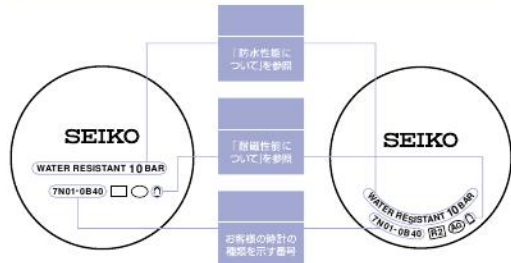 「防水性能に
ついて」を参照
SEIKO
WATER RESISTANT 10 BAR
7N01-0B40
「耐磁性能に
ついて」を参照
SEIKO
WATER RESISTANT 10 BAR
7N01-0B40 R2 AG
お客様の時計の
種類を示す番号